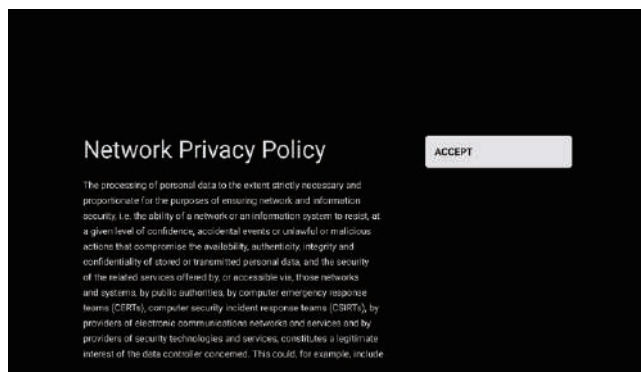 Network Privacy Policy
ACCEPT
The processing of personal data to the extent strictly necessary and
proportionate for the purposes of ensuring network and information
security, i.e. the ability of a network or an information system to resist, at
a given level of confidence, accidental events or unlawful or malicious
actions that compromise the availability, authenticity, integrity and
confidentiality of stored or transmitted personal data, and the security
of the related services offered by, or accessible via, those networks
and systems, by public authorities, by computer emergency response
teams (CERTs), computer security incident response teams (CSIRTs), by
providers of electronic communications networks and services and by
providers of security technologies and services, constitutes a legitimate
interest of the data controller concerned. This could, for example, include